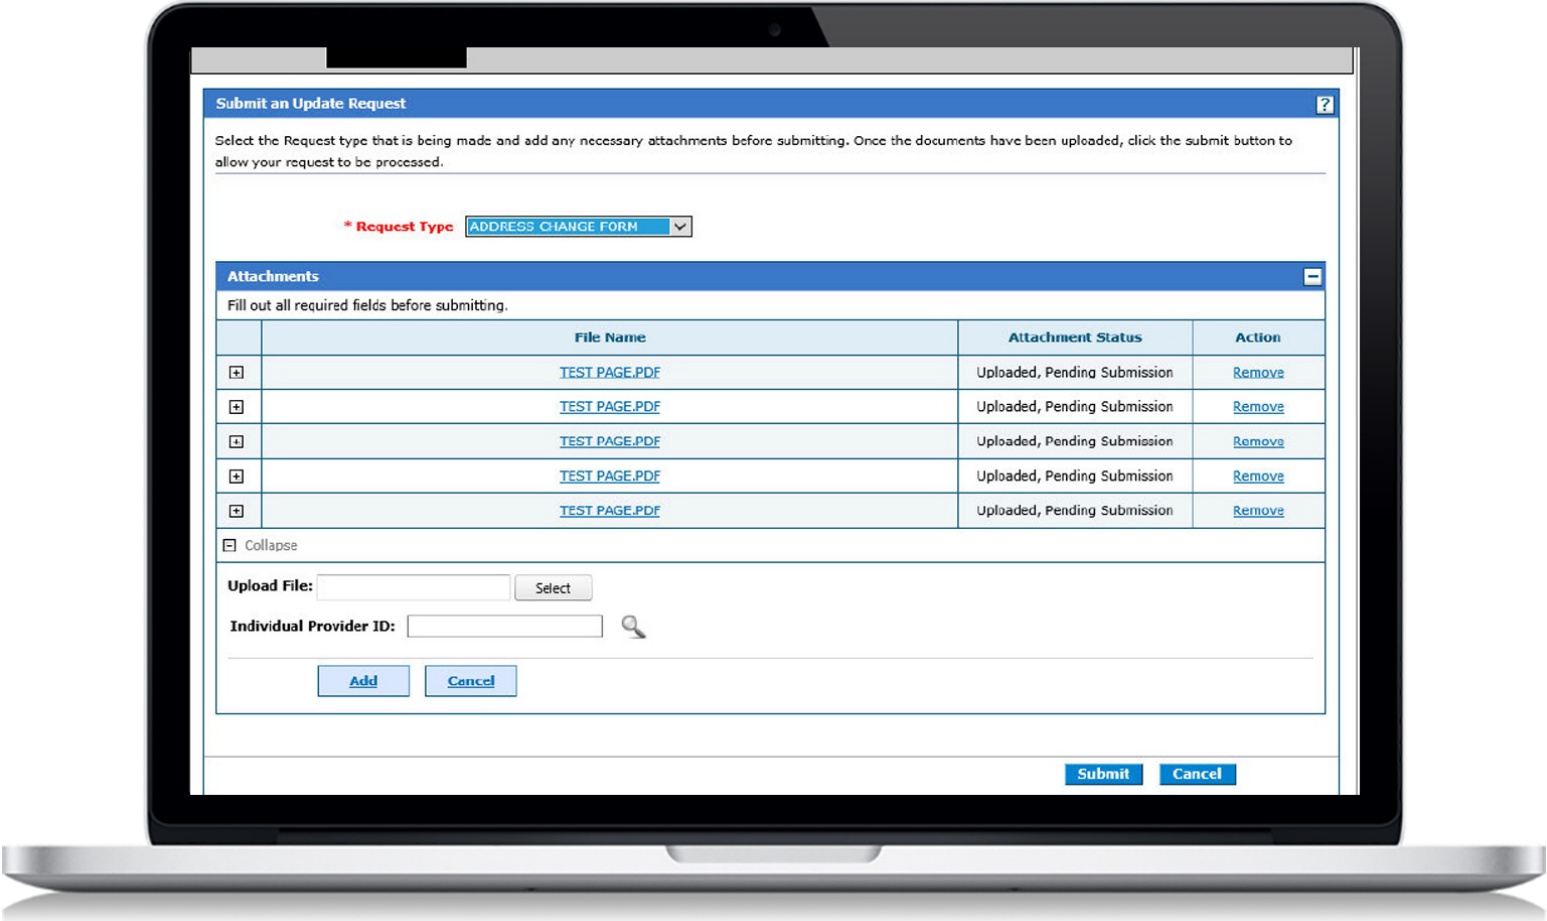 Submit an Update Request
?
Select the Request type that is being made and add any necessary attachments before submitting. Once the documents have been uploaded, click the submit button to
allow your request to be processed.
* Request Type ADDRESS CHANGE FORM
Attachments
Fill out all required fields before submitting.
File Name Attachment Status Action
TEST PAGE.PDF Uploaded, Pending Submission Remove
TEST PAGE.PDF Uploaded, Pending Submission Remove
TEST PAGE.PDF Uploaded, Pending Submission Remove
TEST PAGE.PDF Uploaded, Pending Submission Remove
TEST PAGE.PDF Uploaded, Pending Submission Remove
Collapse
Upload File: Select
Individual Provider ID:
Add Cancel
Submit Cancel